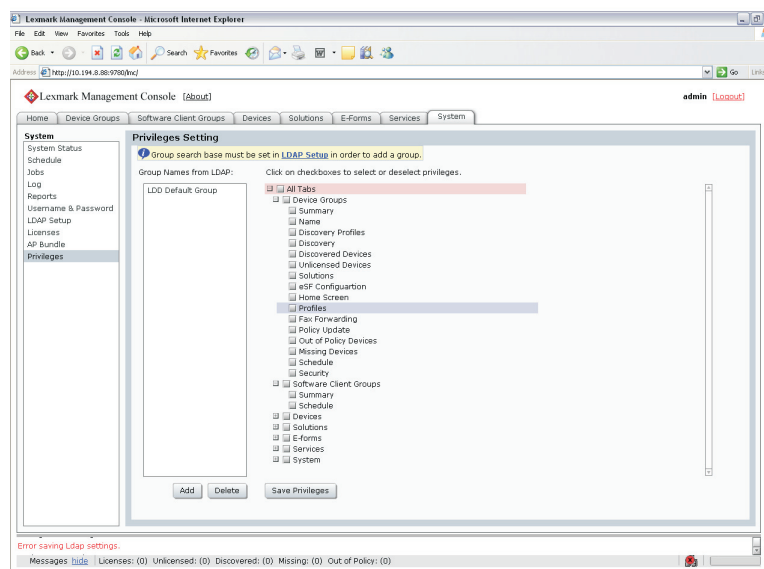 Lexmark Management Console - Microsoft Internet Explorer
File Edit View Favorites Tools Help
Back Search Favorites
Address http://10.194.8.88:9780/lmc/ Go Links
Lexmark Management Console [About] admin [Logout]
Home Device Groups Software Client Groups Devices Solutions E-Forms Services System
System
System Status
Schedule
Jobs
Log
Reports
Username & Password
LDAP Setup
Licenses
AP Bundle
Privileges
Privileges Setting
Group search base must be set in LDAP Setup in order to add a group.
Group Names from LDAP: Click on checkboxes to select or deselect privileges.
LDD Default Group
All Tabs
Device Groups
Summary
Name
Discovery Profiles
Discovery
Discovered Devices
Unlicensed Devices
Solutions
eSF Configuartion
Home Screen
Profiles
Fax Forwarding
Policy Update
Out of Policy Devices
Missing Devices
Schedule
Security
Software Client Groups
Summary
Schedule
Devices
Solutions
E-forms
Services
System
Add Delete Save Privileges
Error saving Ldap settings.
Messages hide Licenses: (0) Unlicensed: (0) Discovered: (0) Missing: (0) Out of Policy: (0)